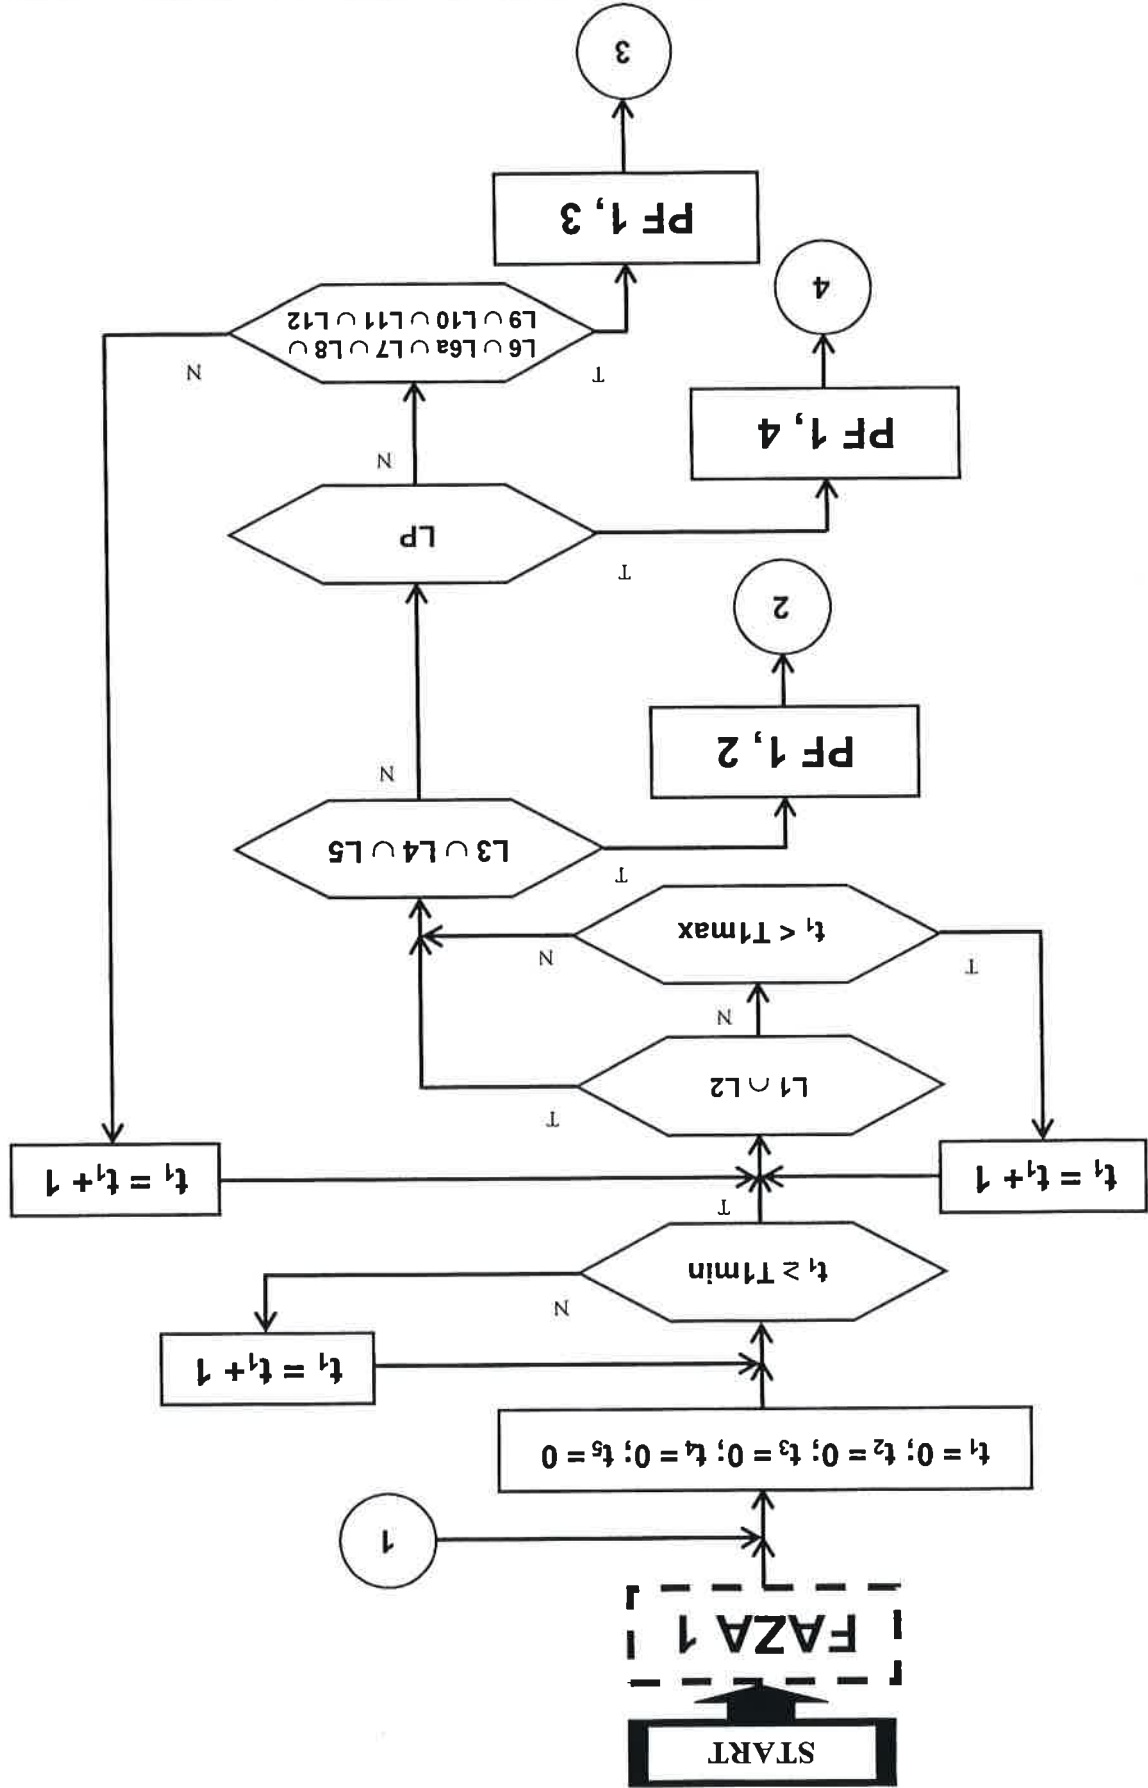 START
FAZA 1
1
t₁ = 0; t₂ = 0; t₃ = 0; t₄ = 0; t₅ = 0
t₁ = t₁+ 1
N
t₁ ≥ T1min
T
t₁ = t₁+ 1
t₁ = t₁+ 1
T
L1 ∪ L2
N
T
N
t₁ < T1max
T
L3 ∪ L4 ∪ L5
N
PF 1, 2
2
T
LP
N
PF 1, 4
4
T
N
L6 ∪ L6a ∪ L7 ∪ L8 ∪
L9 ∪ L10 ∪ L11 ∪ L12
PF 1, 3
3